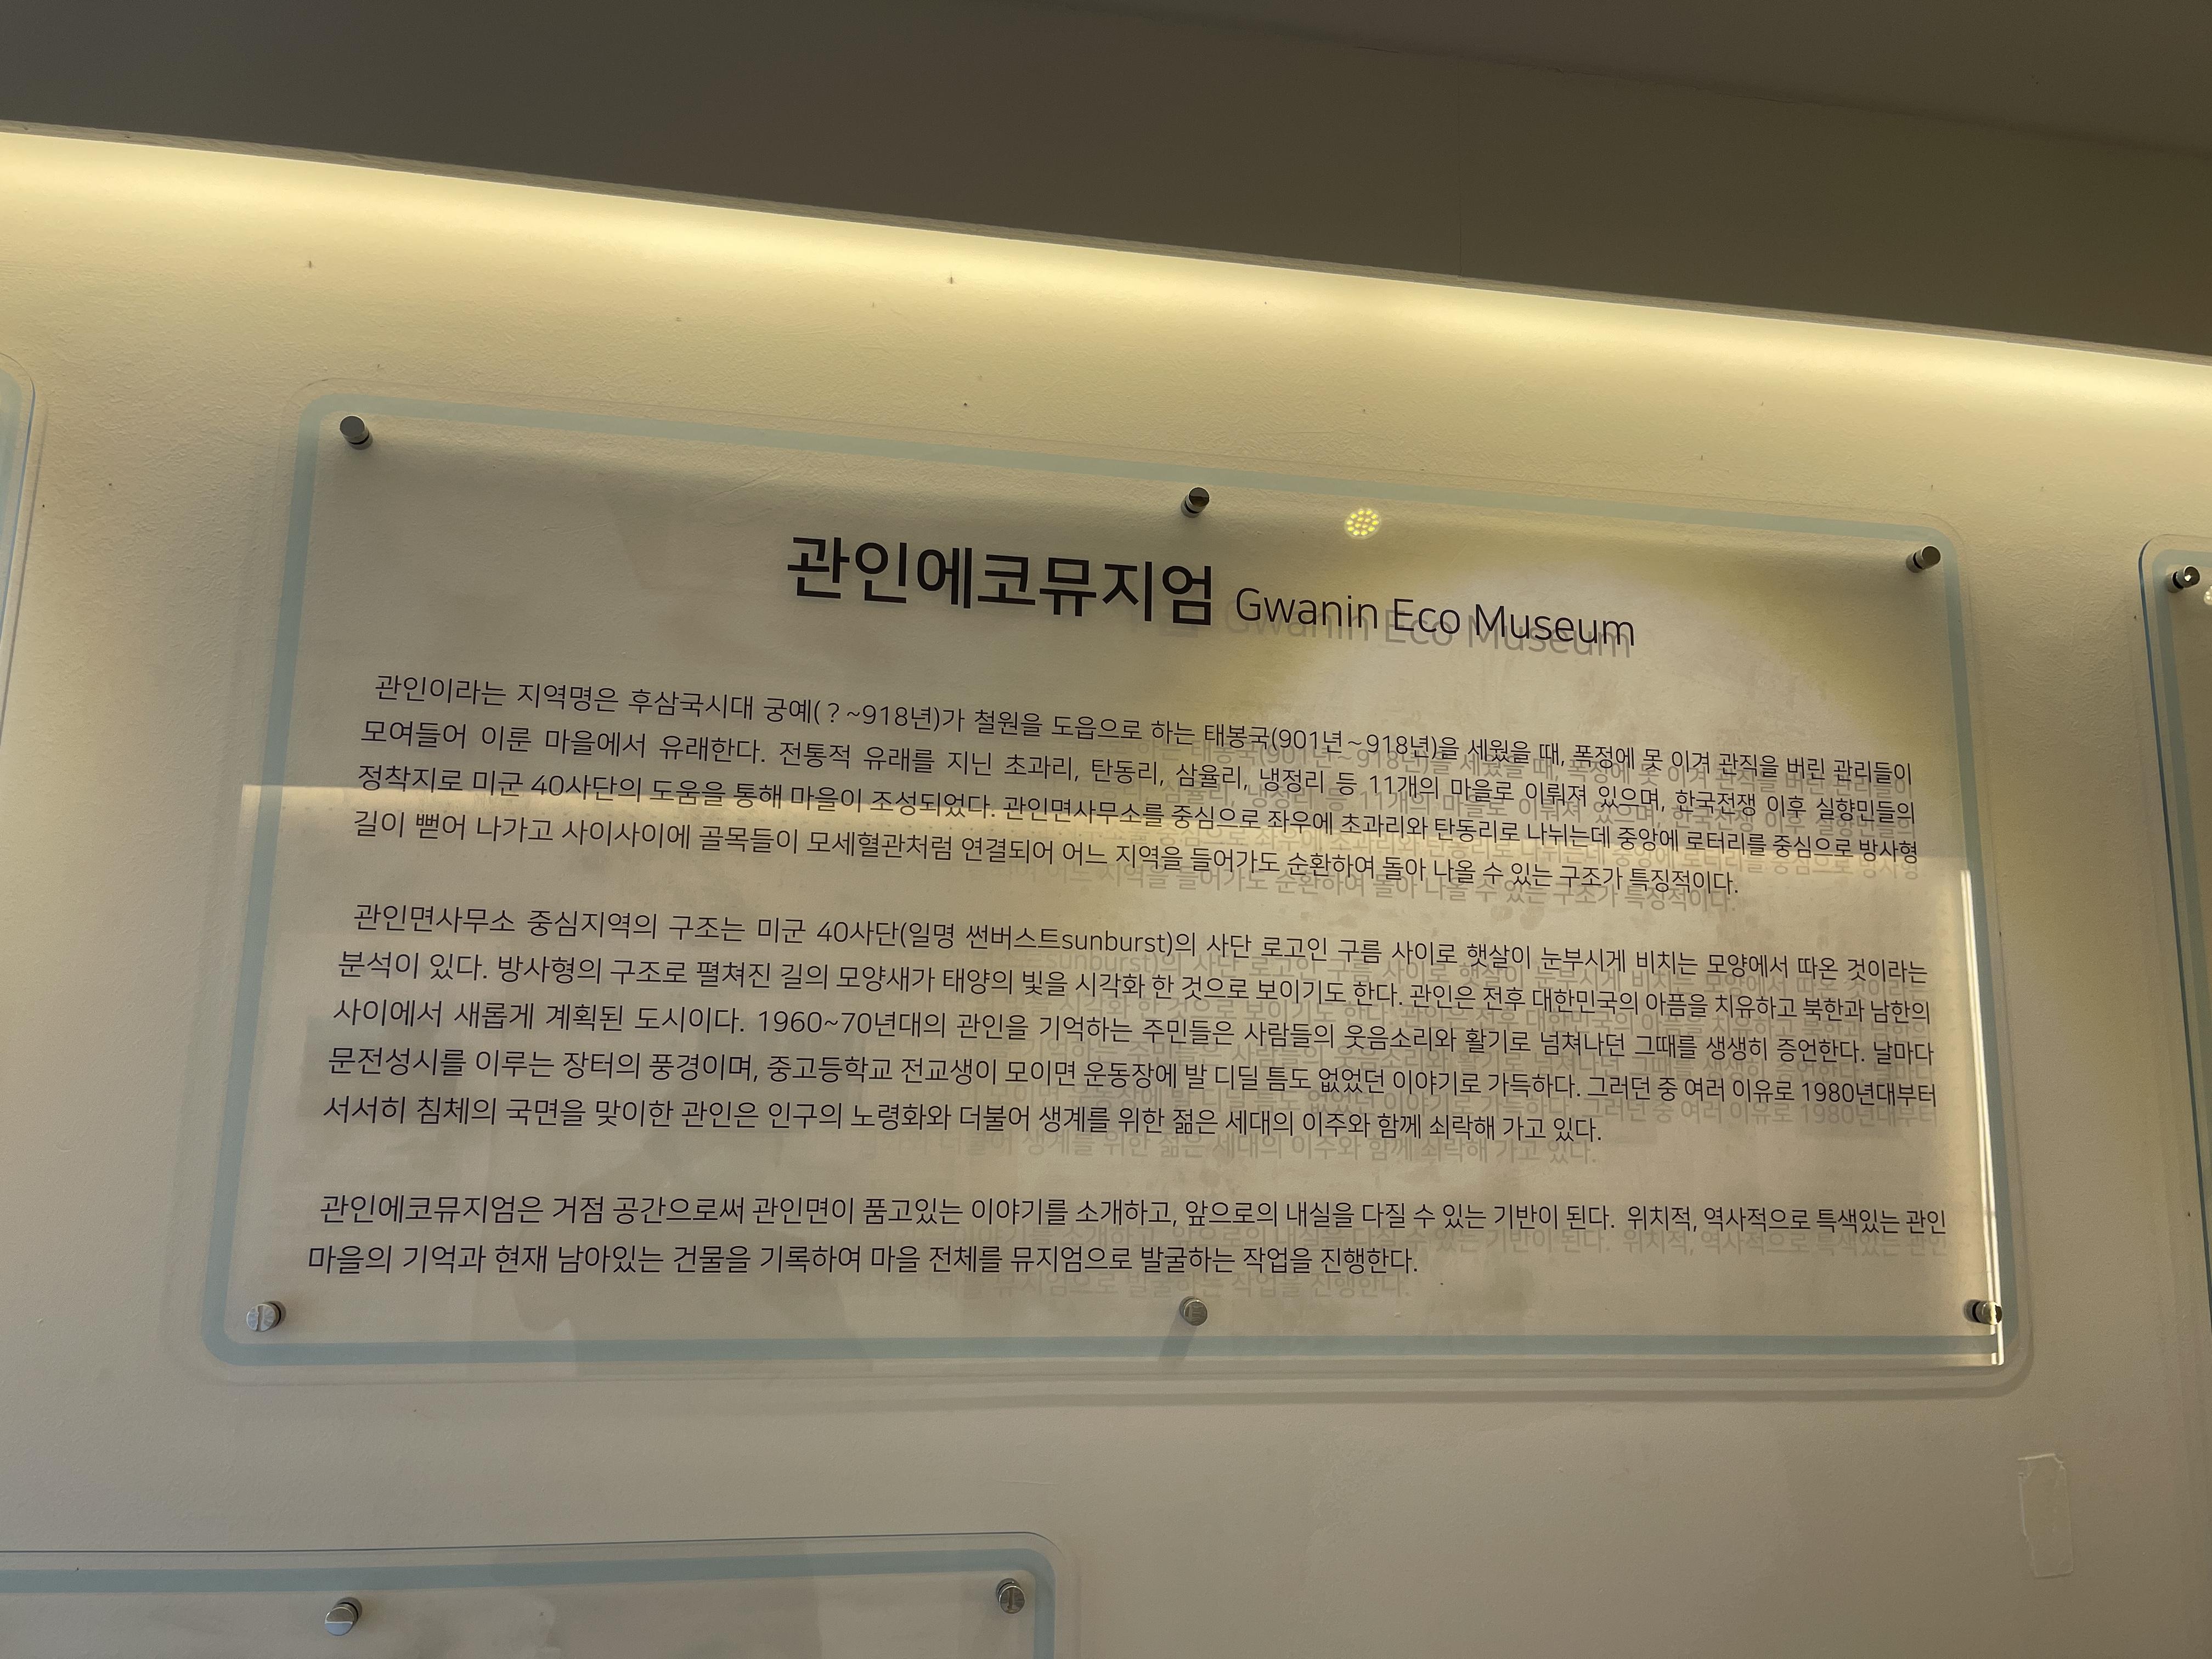 관인에코뮤지엄 Gwanin Eco Museum
관인이라는 지역명은 후삼국시대 궁예(?~918년)가 철원을 도읍으로 하는 태봉국(901년~918년)을 세웠을 때, 폭정에 못 이겨 관직을 버린 관리들이
모여들어 이룬 마을에서 유래한다. 전통적 유래를 지닌 초과리, 탄동리, 삼율리, 냉정리 등 11개의 마을로 이뤄져 있으며, 한국전쟁 이후 실향민들의
정착지로 미군 40사단의 도움을 통해 마을이 조성되었다. 관인면사무소를 중심으로 좌우에 초과리와 탄동리로 나뉘는데 중앙에 로터리를 중심으로 방사형
길이 뻗어 나가고 사이사이에 골목들이 모세혈관처럼 연결되어 어느 지역을 들어가도 순환하여 돌아 나올 수 있는 구조가 특징적이다.
관인면사무소 중심지역의 구조는 미군 40사단(일명 썬버스트sunburst)의 사단 로고인 구름 사이로 햇살이 눈부시게 비치는 모양에서 따온 것이라는
분석이 있다. 방사형의 구조로 펼쳐진 길의 모양새가 태양의 빛을 시각화 한 것으로 보이기도 한다. 관인은 전후 대한민국의 아픔을 치유하고 북한과 남한의
사이에서 새롭게 계획된 도시이다. 1960~70년대의 관인을 기억하는 주민들은 사람들의 웃음소리와 활기로 넘쳐나던 그때를 생생히 증언한다. 날마다
문전성시를 이루는 장터의 풍경이며, 중고등학교 전교생이 모이면 운동장에 발 디딜 틈도 없었던 이야기로 가득하다. 그러던 중 여러 이유로 1980년대부터
서서히 침체의 국면을 맞이한 관인은 인구의 노령화와 더불어 생계를 위한 젊은 세대의 이주와 함께 쇠락해 가고 있다.
관인에코뮤지엄은 거점 공간으로써 관인면이 품고있는 이야기를 소개하고, 앞으로의 내실을 다질 수 있는 기반이 된다. 위치적, 역사적으로 특색있는 관인
마을의 기억과 현재 남아있는 건물을 기록하여 마을 전체를 뮤지엄으로 발굴하는 작업을 진행한다.